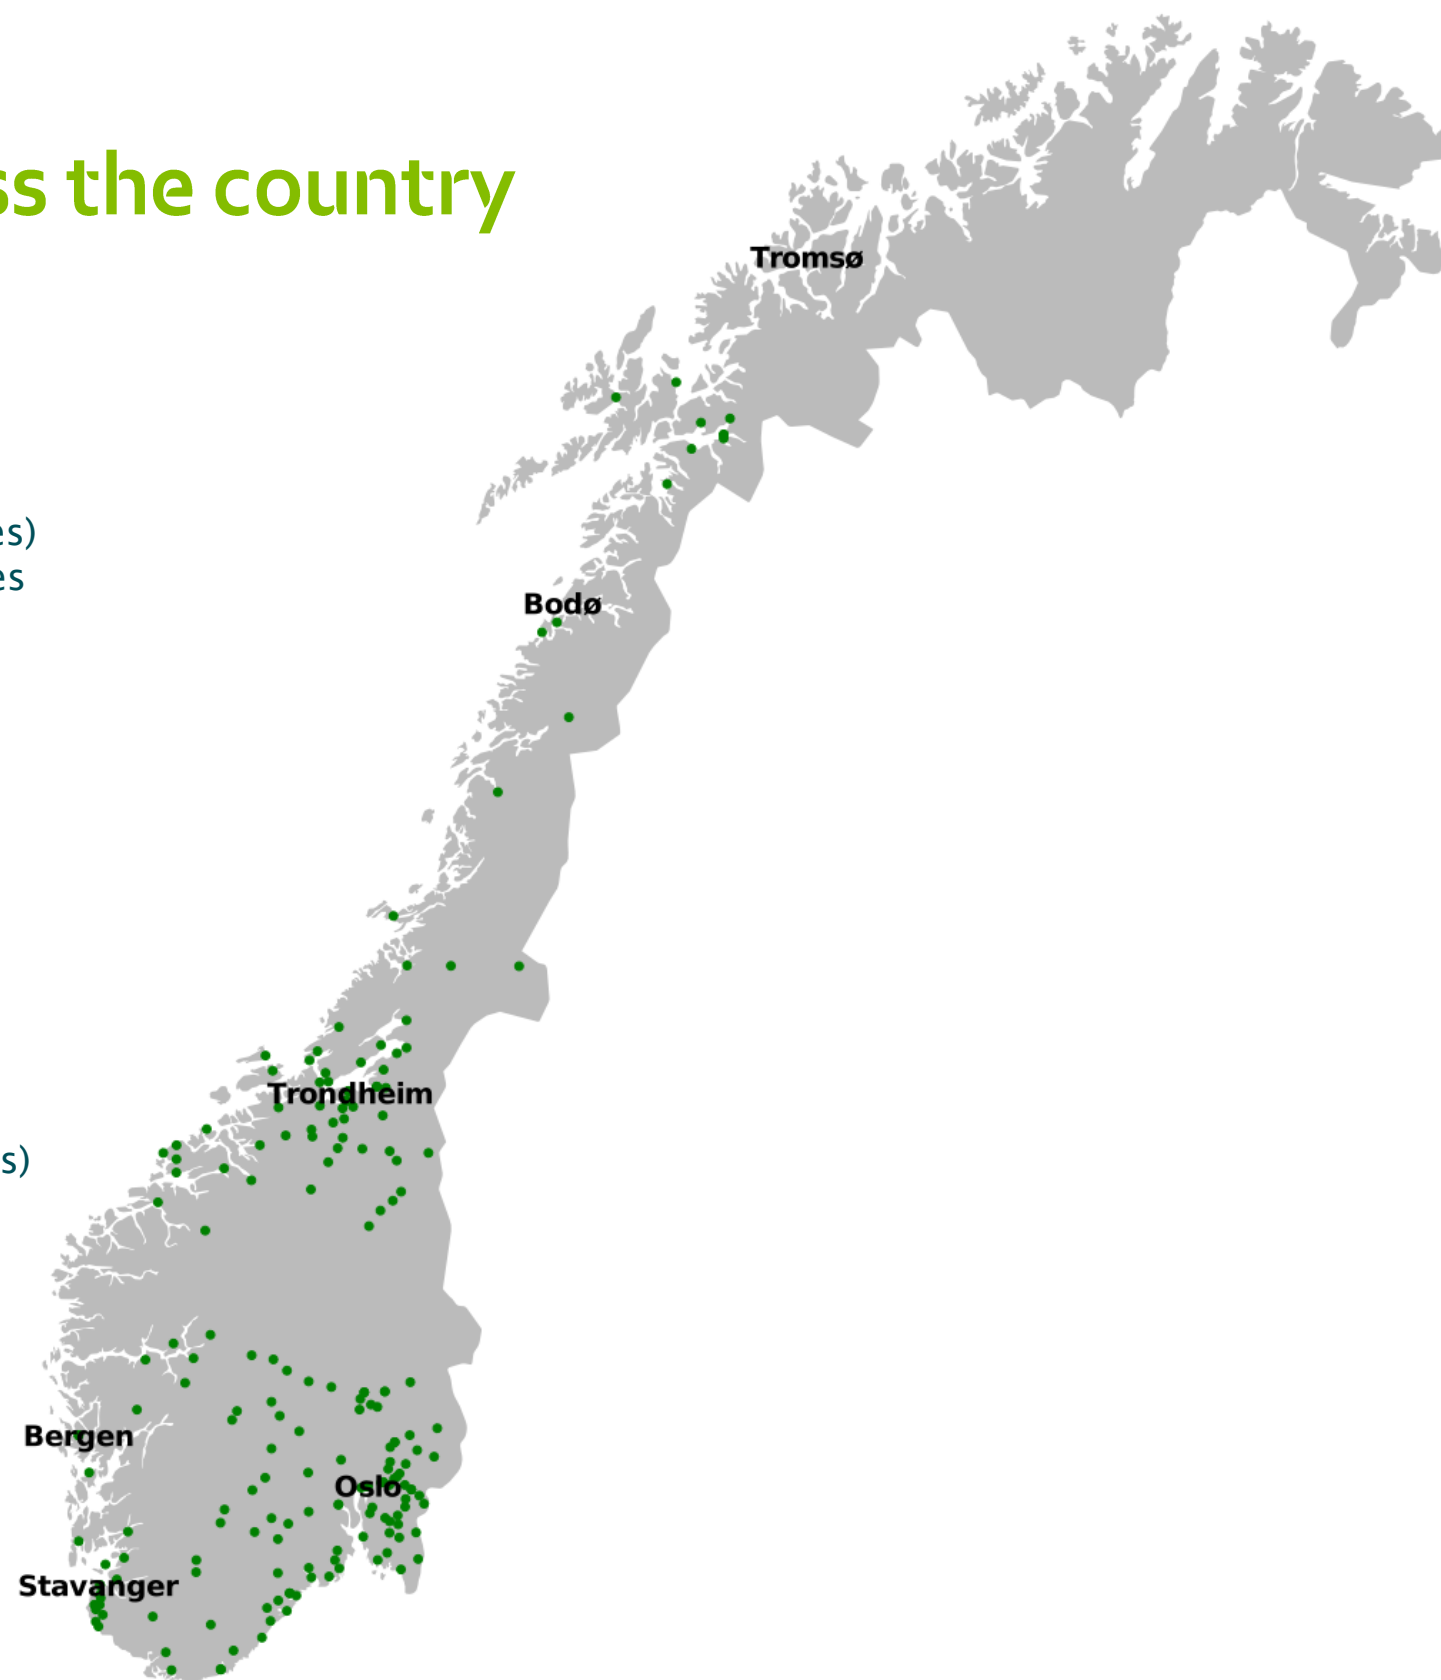 ss the country
Tromsø
es)
es
Bodø
Trondheim
s)
Bergen
Oslo
Stavanger